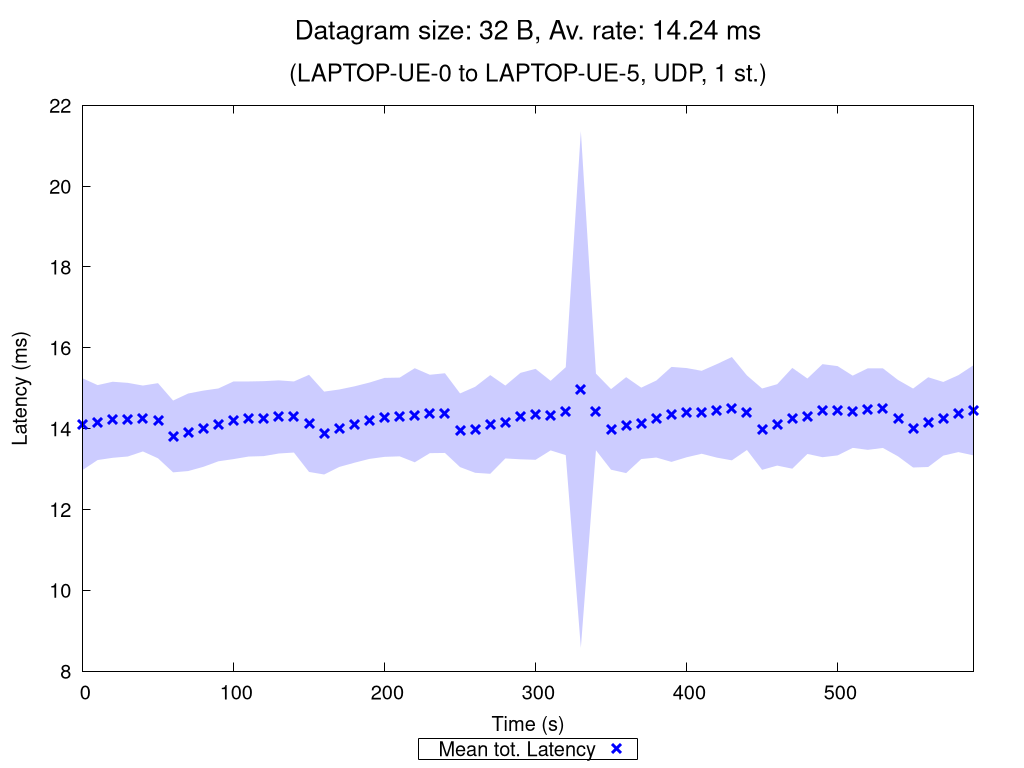 Datagram size: 32 B, Av. rate: 14.24 ms
(LAPTOP-UE-0 to LAPTOP-UE-5, UDP, 1 st.)
22
20
18
16
14
12
10
8
Latency (ms)
0 100 200 300 400 500
Time (s)
Mean tot. Latency